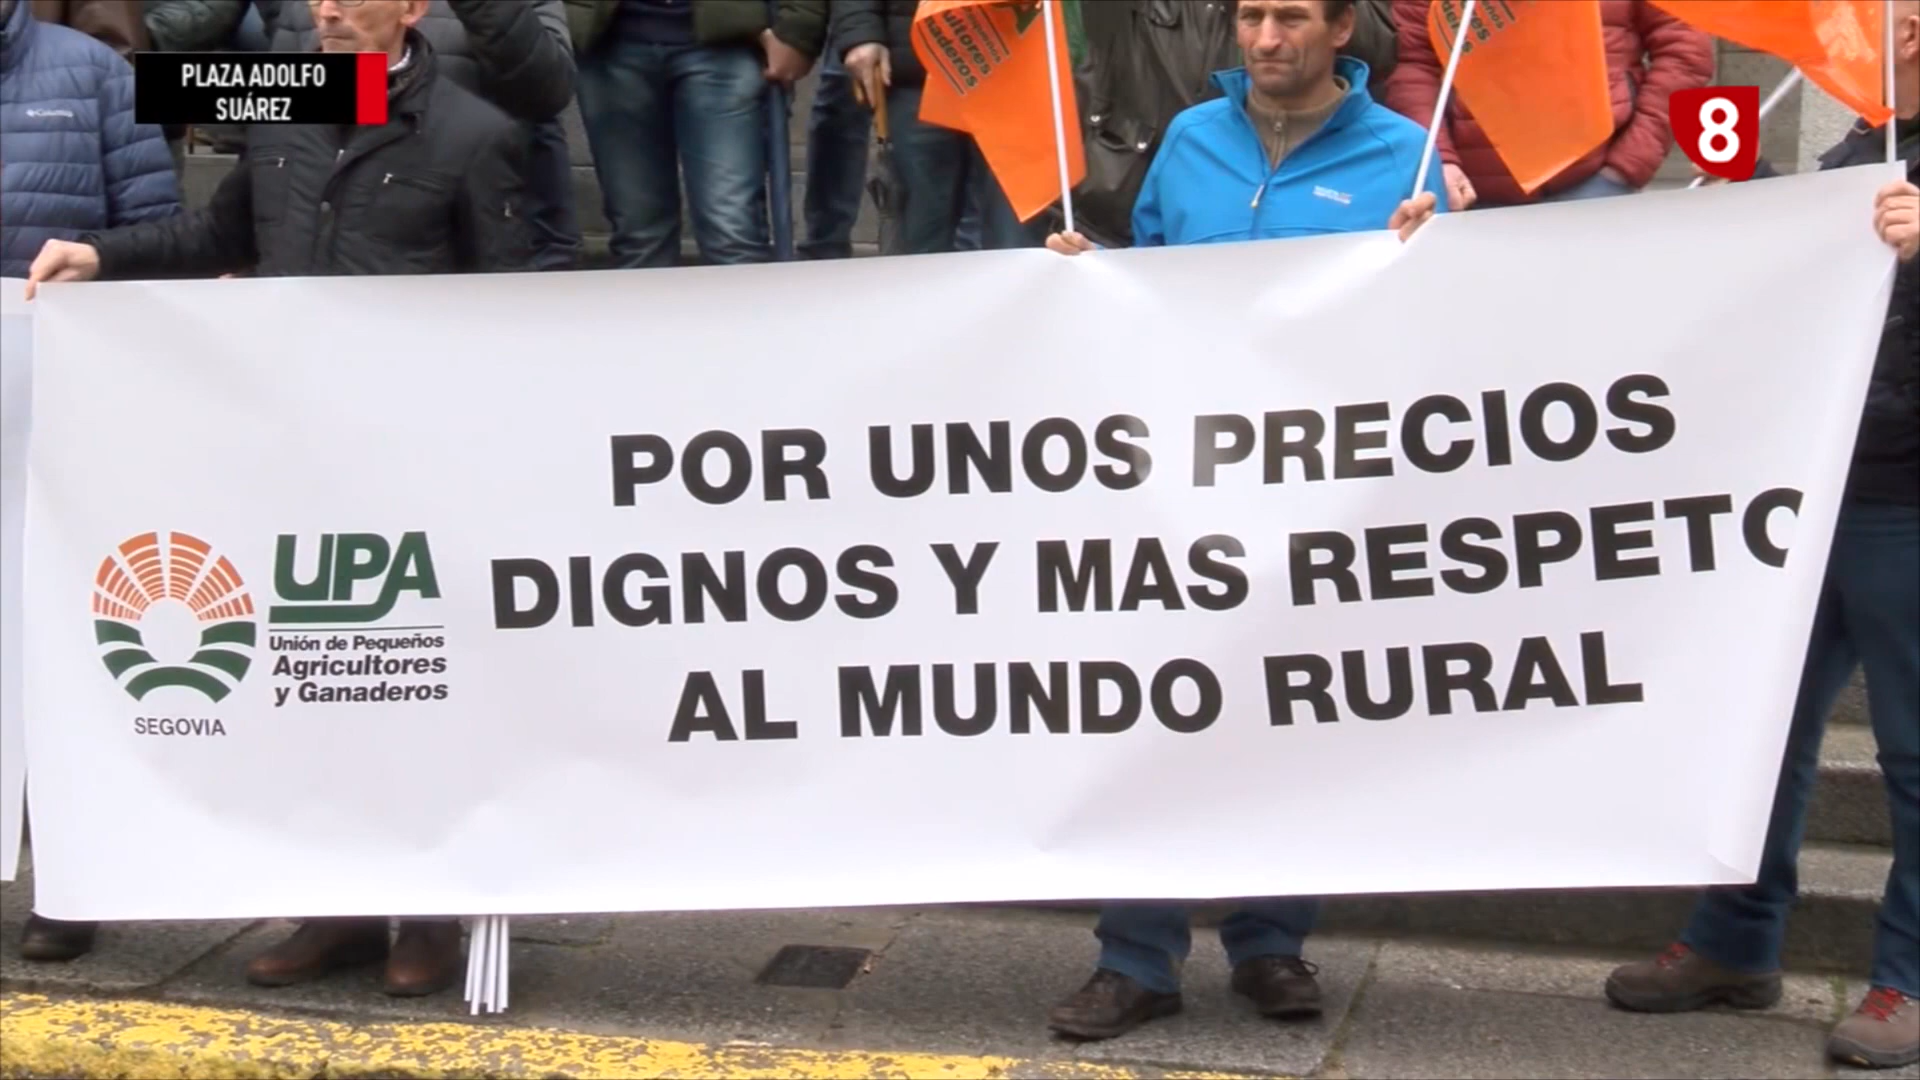 PLAZA ADOLFO
SUÁREZ
8
Columbia
POR UNOS PRECIOS
DIGNOS Y MAS RESPETO
AL MUNDO RURAL
UPA
Unión de Pequeños
Agricultores
y Ganaderos
SEGOVIA